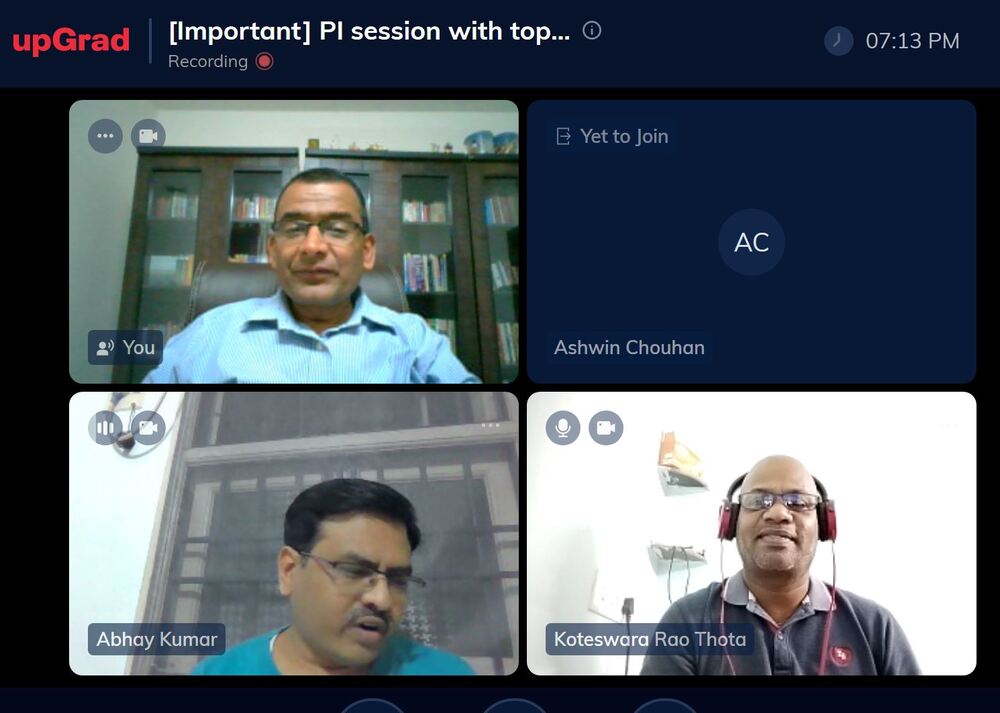 upGrad
[Important] PI session with top...
Recording
07:13 PM
Yet to Join
AC
You
Ashwin Chouhan
Abhay Kumar
Koteswara Rao Thota